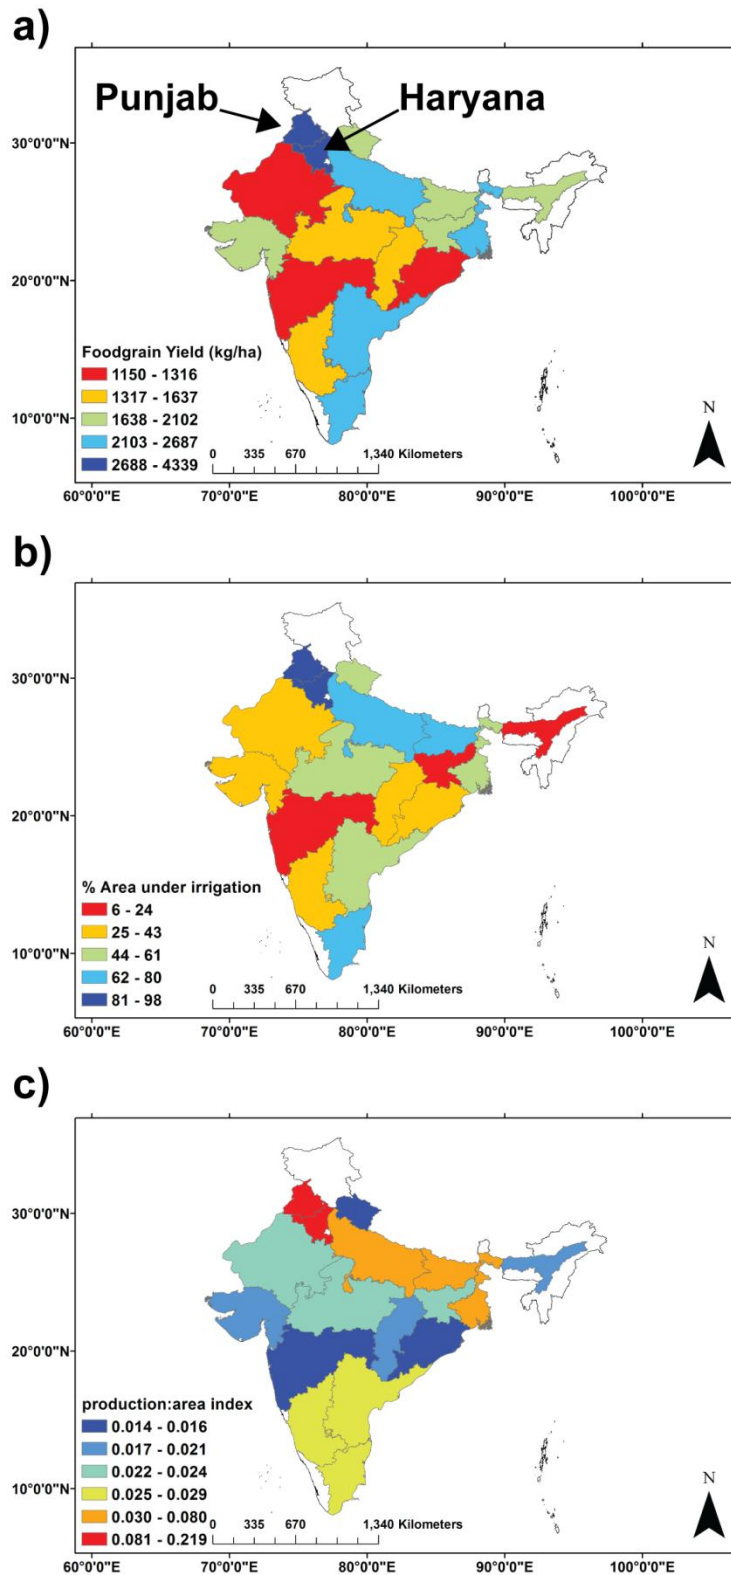 a)
Punjab Haryana
30°0'0"N
20°0'0"N
10°0'0"N
Foodgrain Yield (kg/ha)
1150 - 1316
1317 - 1637
1638 - 2102
2103 - 2687
2688 - 4339
0 335 670 1,340 Kilometers
N
60°0'0"E 70°0'0"E 80°0'0"E 90°0'0"E 100°0'0"E
b)
30°0'0"N
20°0'0"N
10°0'0"N
% Area under irrigation
6 - 24
25 - 43
44 - 61
62 - 80
81 - 98
0 335 670 1,340 Kilometers
N
60°0'0"E 70°0'0"E 80°0'0"E 90°0'0"E 100°0'0"E
c)
30°0'0"N
20°0'0"N
10°0'0"N
production:area index
0.014 - 0.016
0.017 - 0.021
0.022 - 0.024
0.025 - 0.029
0.030 - 0.080
0.081 - 0.219
0 335 670 1,340 Kilometers
N
60°0'0"E 70°0'0"E 80°0'0"E 90°0'0"E 100°0'0"E